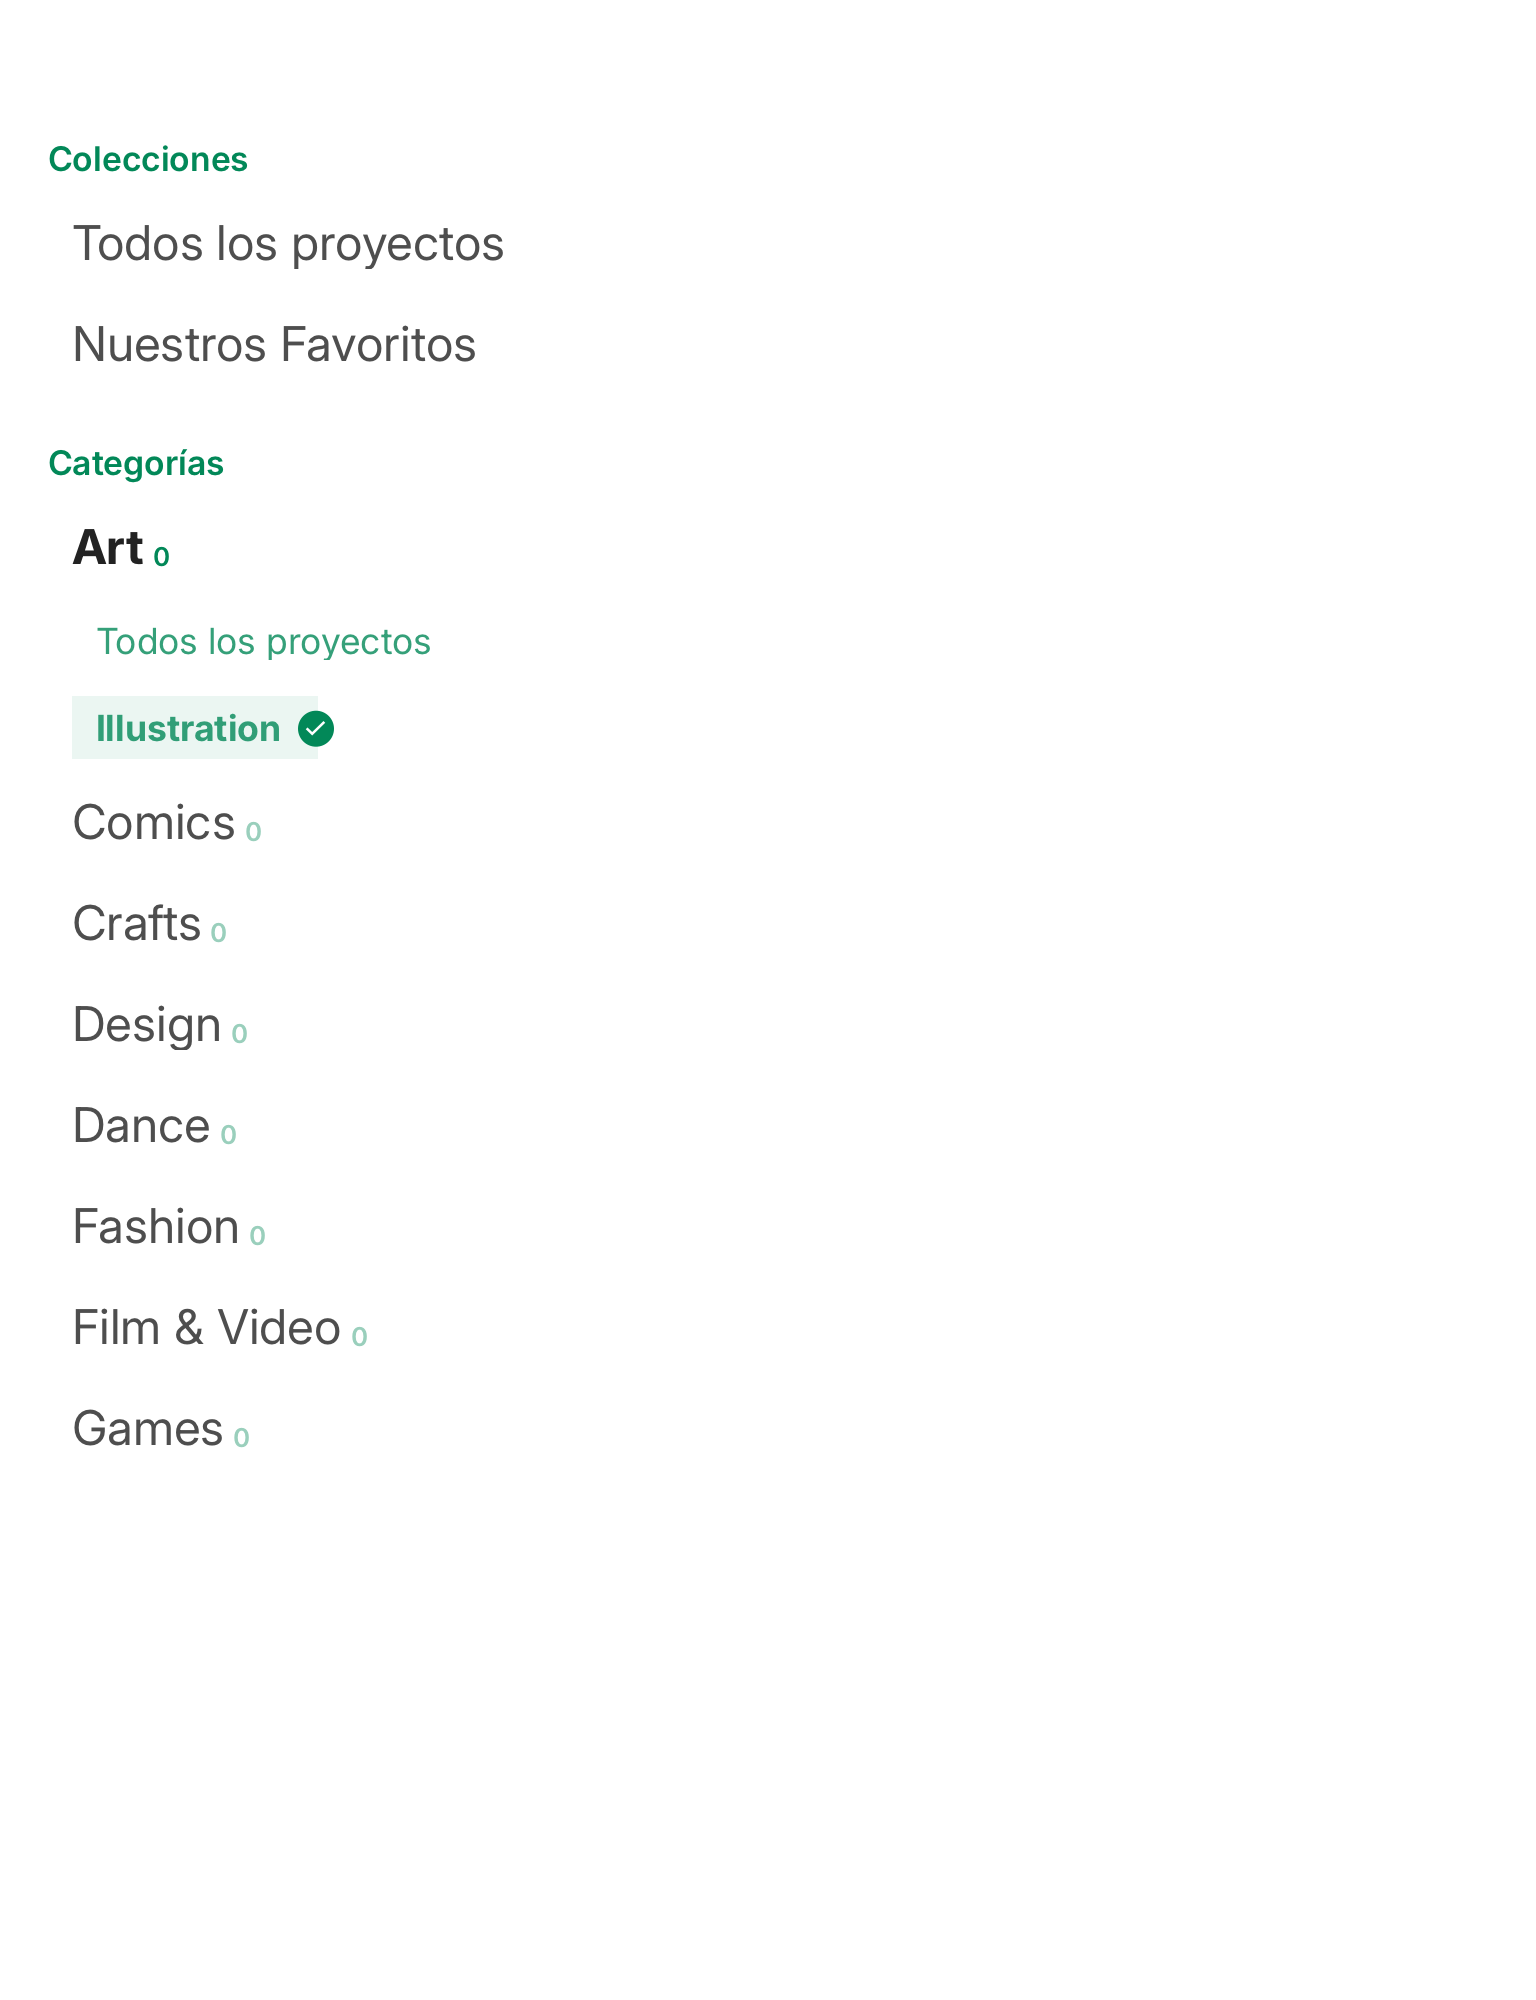 Colecciones
Todos los proyectos
Nuestros Favoritos
Categorías
Art 0
Todos los proyectos
Illustration
Comics 0
Crafts 0
Design 0
Dance 0
Fashion 0
Film & Video 0
Games 0